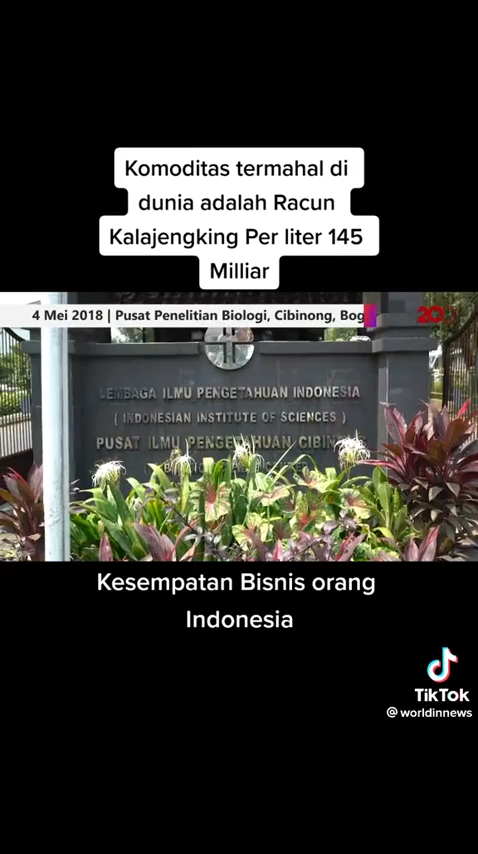 Komoditas termahal di
dunia adalah Racun
Kalajengking Per liter 145
Milliar
4 Mei 2018 | Pusat Penelitian Biologi, Cibinong, Bog
LEMBAGA ILMU PENGETAHUAN INDONESIA
( INDONESIAN INSTITUTE OF SCIENCES )
PUSAT ILMU PENGETAHUAN CIBINONG
Kesempatan Bisnis orang
Indonesia
TikTok
@worldinnews